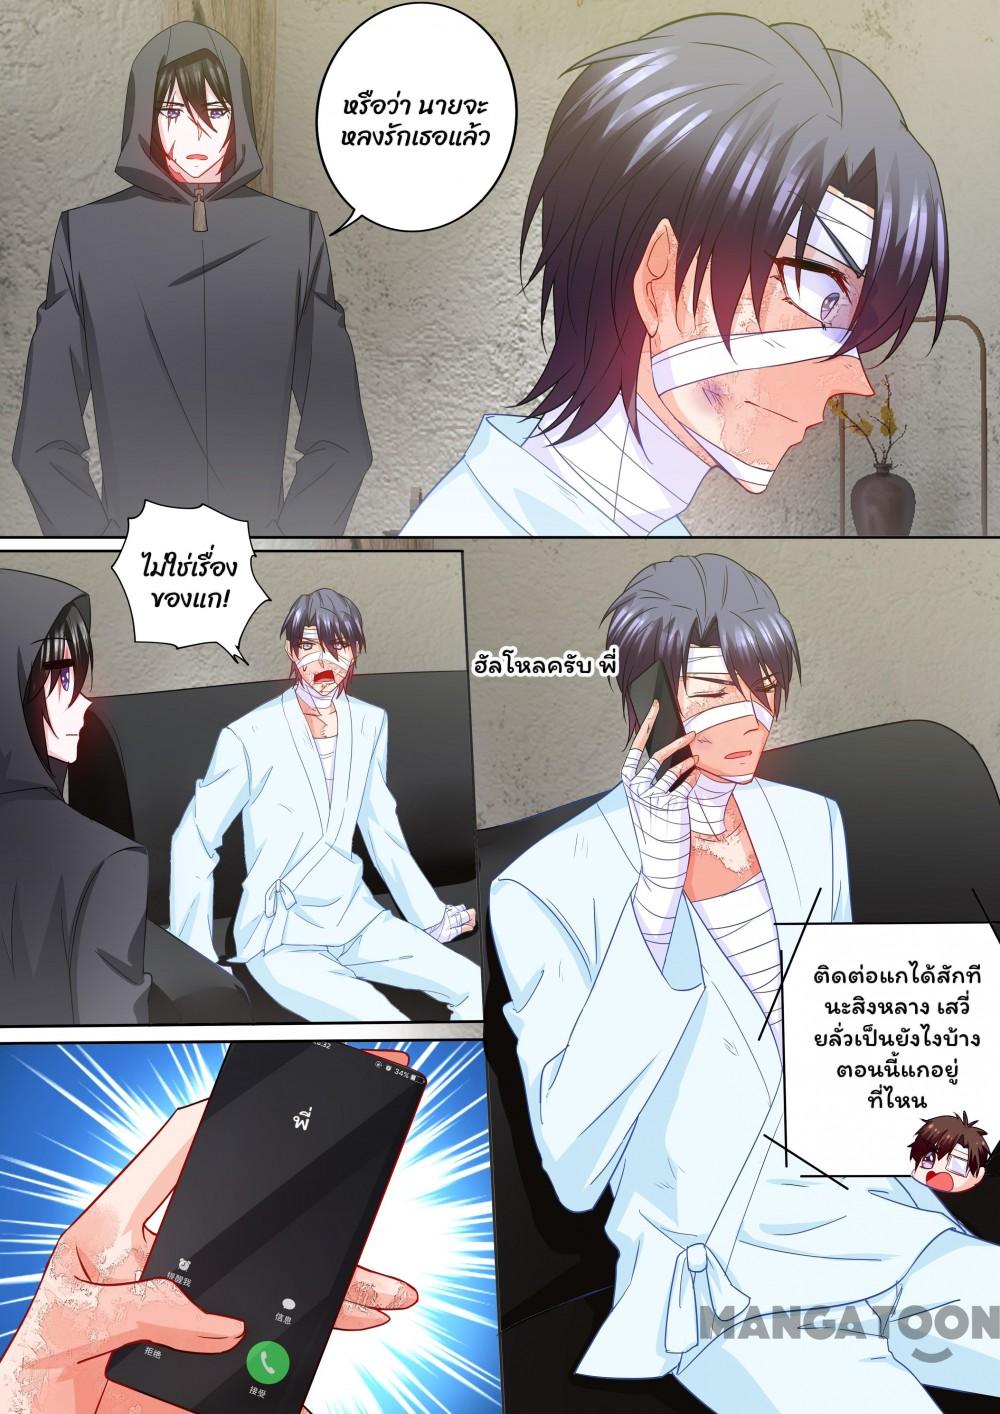 หรือว่า นายจะ
หลงรักเธอแล้ว
ไม่ใช่เรื่อง
ของแก!
ฮัลโหลครับ พี่
ติดต่อแกได้สักที
นะสิงหลาง เสวี่
ยลั่วเป็นยังไงบ้าง
ตอนนี้แกอยู่
ที่ไหน
34%
พี่
提醒我
信息
拒绝
接受
MANGATOON